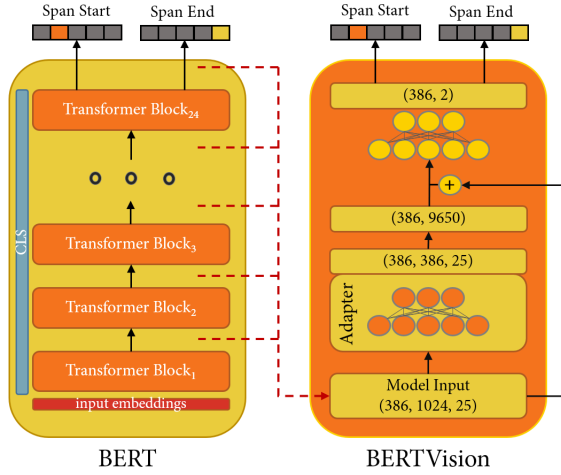 Span Start
Span End
Transformer Block24
Transformer Block3
Transformer Block2
Transformer Block1
input embeddings
CLS
BERT
Span Start
Span End
(386, 2)
+
(386, 9650)
(386, 386, 25)
Adapter
Model Input
(386, 1024, 25)
BERTVision